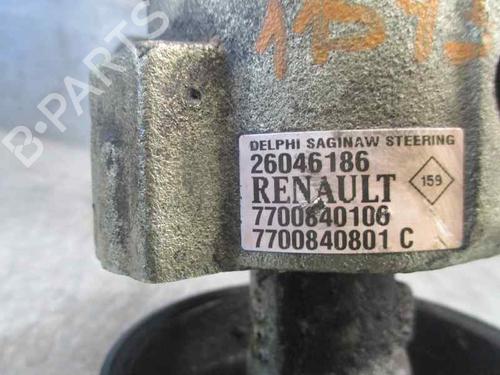 B-PARTS
DELPHI SAGINAW STEERING
26046186
RENAULT
159
7700840106
7700840801 C